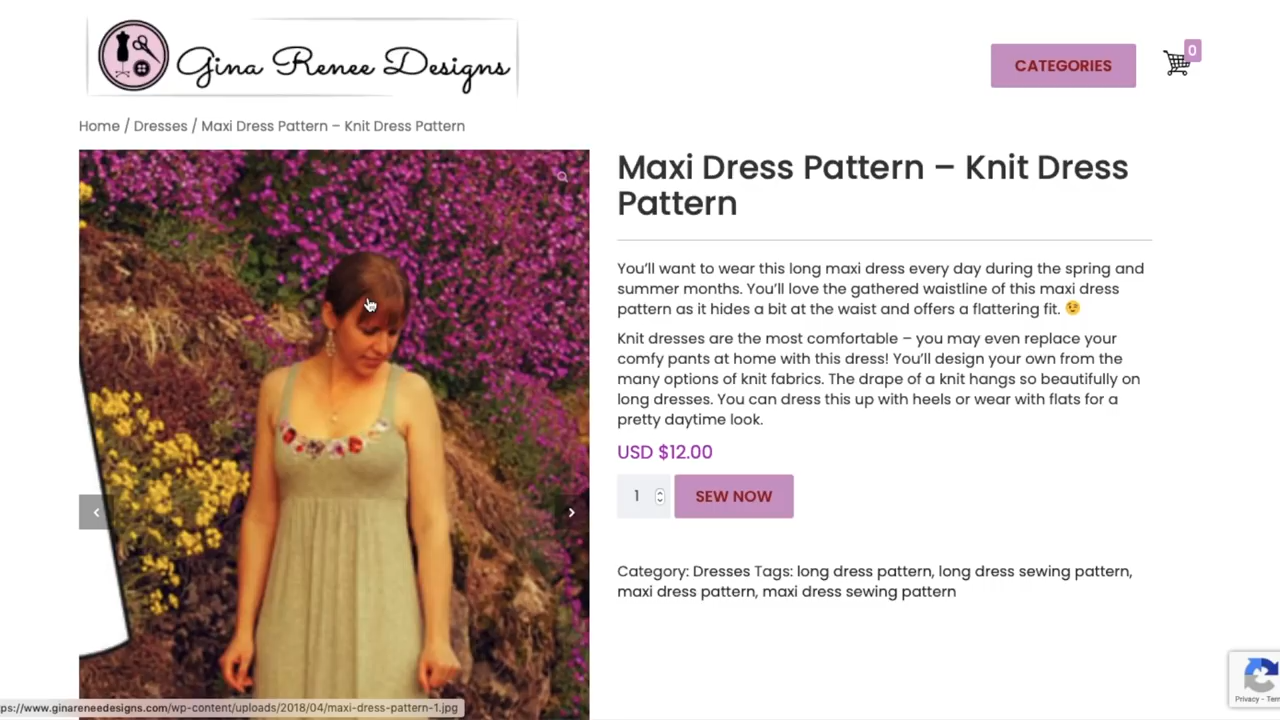 Gina Renee Designs
CATEGORIES
0
Home / Dresses / Maxi Dress Pattern – Knit Dress Pattern
Maxi Dress Pattern – Knit Dress
Pattern
You'll want to wear this long maxi dress every day during the spring and
summer months. You'll love the gathered waistline of this maxi dress
pattern as it hides a bit at the waist and offers a flattering fit. 😉
Knit dresses are the most comfortable – you may even replace your
comfy pants at home with this dress! You'll design your own from the
many options of knit fabrics. The drape of a knit hangs so beautifully on
long dresses. You can dress this up with heels or wear with flats for a
pretty daytime look.
USD $12.00
1
SEW NOW
Category: Dresses Tags: long dress pattern, long dress sewing pattern,
maxi dress pattern, maxi dress sewing pattern
Privacy - Tern
ps://www.ginareneedesigns.com/wp-content/uploads/2018/04/maxi-dress-pattern-1.jpg